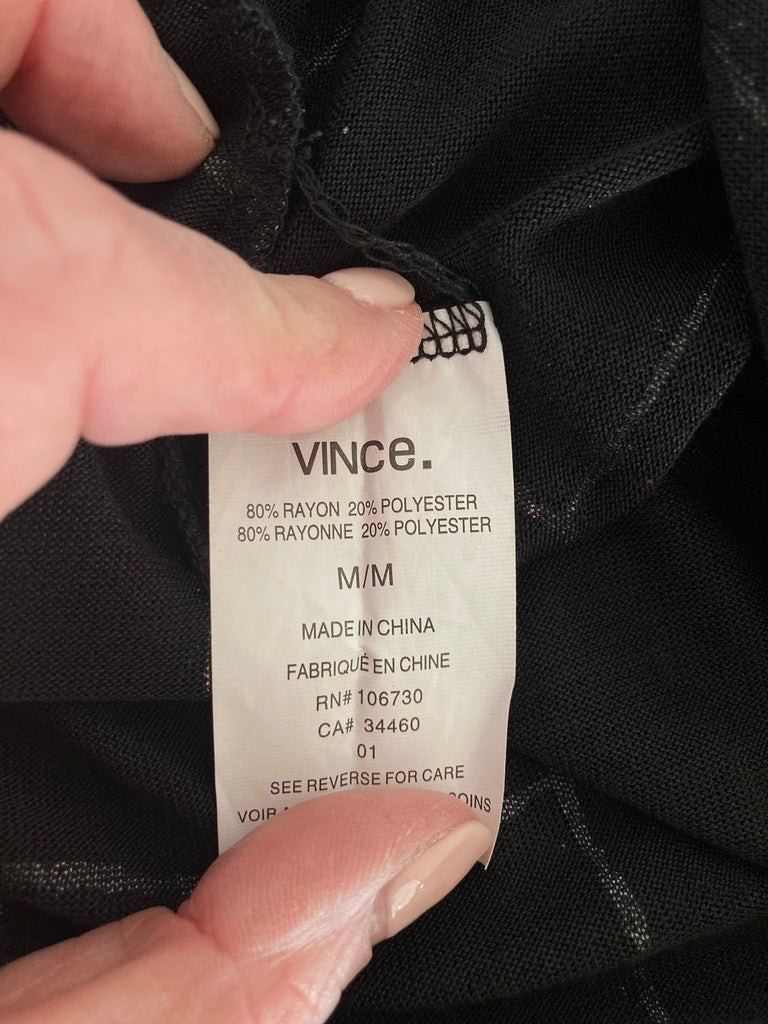 VINCE.
80% RAYON 20% POLYESTER
80% RAYONNE 20% POLYESTER
M/M
MADE IN CHINA
FABRIQUÉ EN CHINE
RN# 106730
CA# 34460
01
SEE REVERSE FOR CARE
VOIR